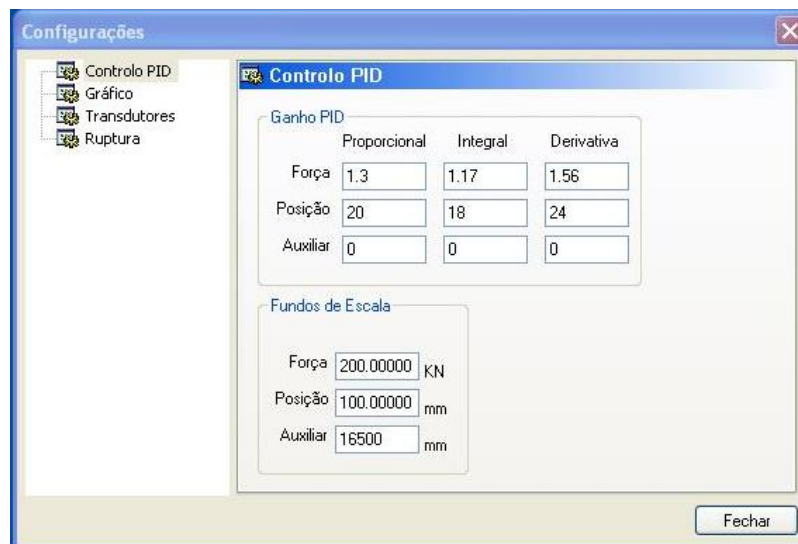 Configurações
Controlo PID
Gráfico
Transdutores
Ruptura
Controlo PID
Ganho PID
Proporcional Integral Derivativa
Força 1.3 1.17 1.56
Posição 20 18 24
Auxiliar 0 0 0
Fundos de Escala
Força 200.00000 KN
Posição 100.00000 mm
Auxiliar 16500 mm
Fechar